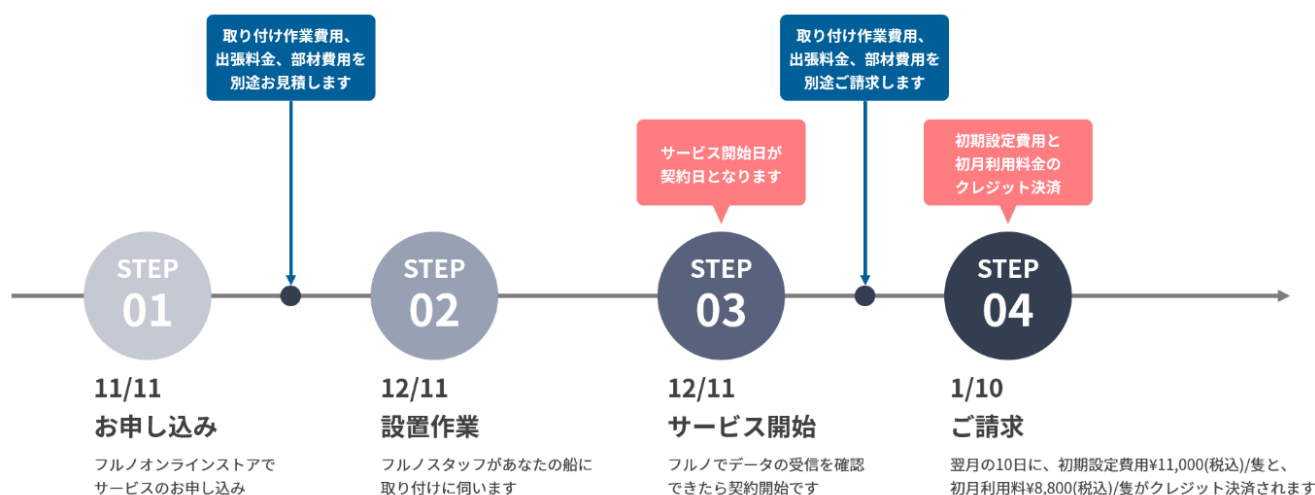 取り付け作業費用、
出張料金、部材費用を
別途お見積します
取り付け作業費用、
出張料金、部材費用を
別途ご請求します
サービス開始日が
契約日となります
初期設定費用と
初月利用料金の
クレジット決済
STEP
01
STEP
02
STEP
03
STEP
04
11/11
お申し込み
フルノオンラインストアで
サービスのお申し込み
12/11
設置作業
フルノスタッフがあなたの船に
取り付けに伺います
12/11
サービス開始
フルノでデータの受信を確認
できたら契約開始です
1/10
ご請求
翌月の10日に、初期設定費用¥11,000(税込)/隻と、
初月利用料¥8,800(税込)/隻がクレジット決済されます